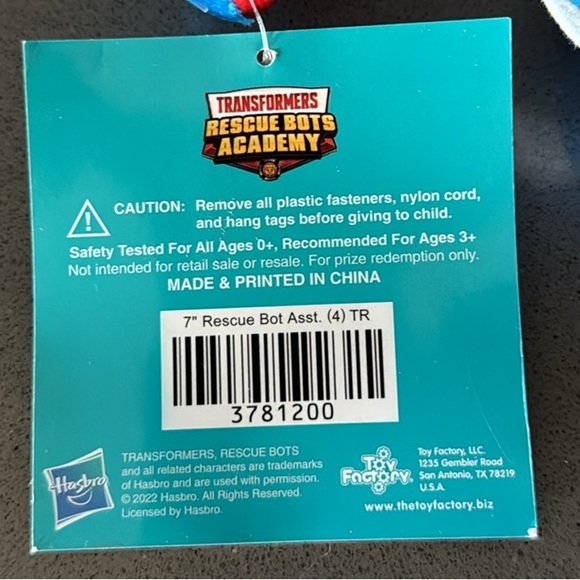 TRANSFORMERS
RESCUE BOTS
ACADEMY
CAUTION: Remove all plastic fasteners, nylon cord,
and hang tags before giving to child.
Safety Tested For All Ages 0+, Recommended For Ages 3+
Not intended for retail sale or resale. For prize redemption only.
MADE & PRINTED IN CHINA
7" Rescue Bot Asst. (4) TR
3781200
Hasbro
TRANSFORMERS, RESCUE BOTS
and all related characters are trademarks
of Hasbro and are used with permission.
© 2022 Hasbro. All Rights Reserved.
Licensed by Hasbro.
Toy
Factory
Toy Factory, LLC.
1235 Gembler Road
San Antonio, TX 78219
U.S.A.
www.thetoyfactory.biz